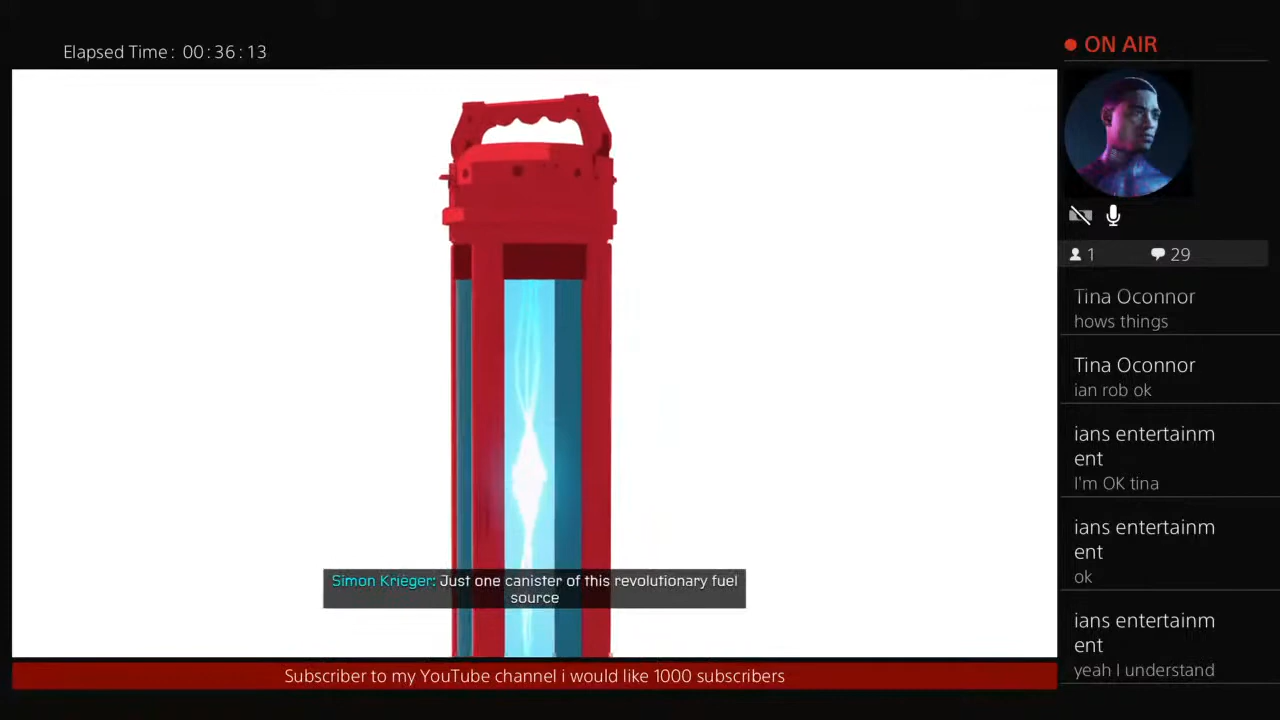 Elapsed Time: 00:36:13
ON AIR
1 29
Tina Oconnor
hows things
Tina Oconnor
ian rob ok
ians entertainm
ent
I'm OK tina
ians entertainm
ent
ok
ians entertainm
ent
yeah I understand
Simon Krieger: Just one canister of this revolutionary fuel
source
Subscriber to my YouTube channel i would like 1000 subscribers